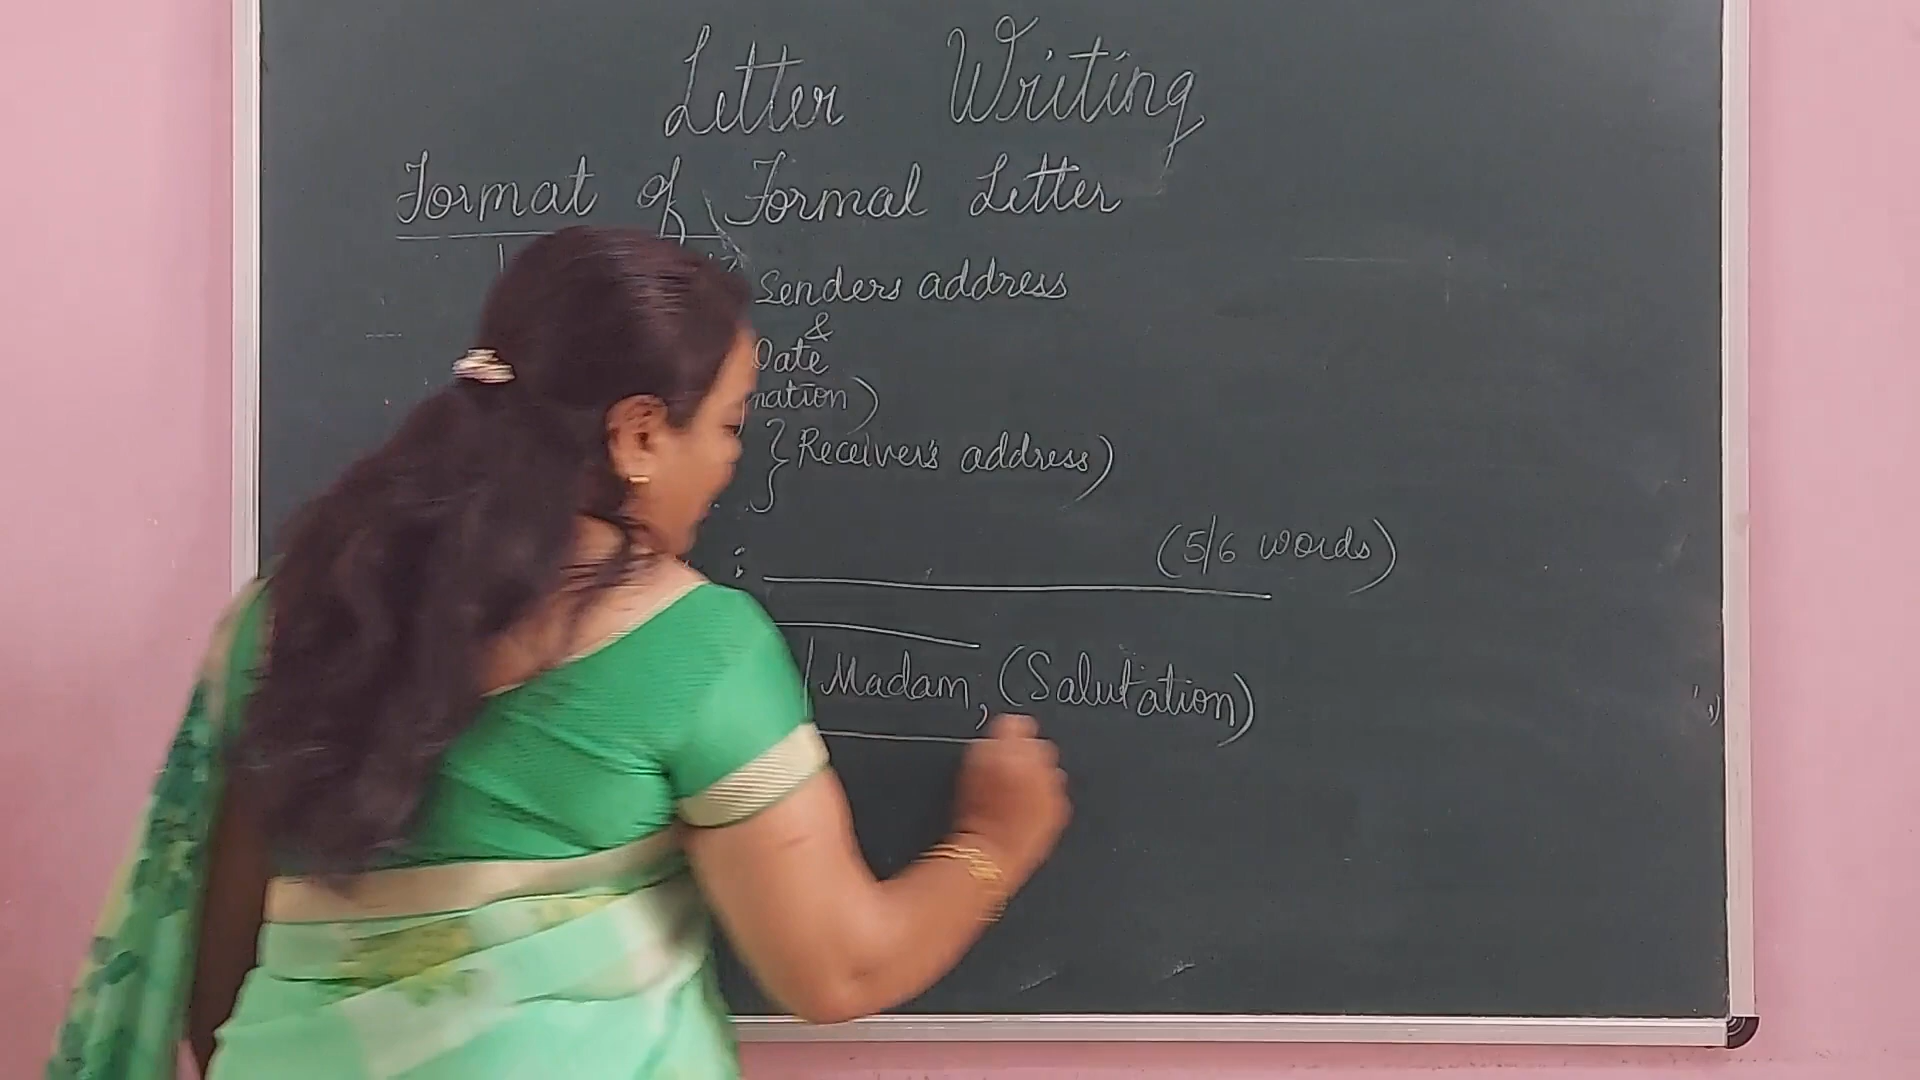 Letter Writing
Format of Formal Letter
Senders address
&
Date
nation)
} Receiver's address)
: (5/6 words)
/ Madam, (Salutation)